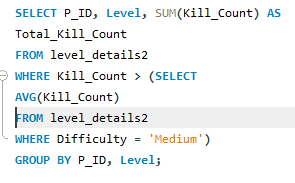 SELECT P_ID, Level, SUM(Kill_Count) AS
Total_Kill_Count
FROM level_details2
WHERE Kill_Count > (SELECT
AVG(Kill_Count)
FROM level_details2
WHERE Difficulty = 'Medium')
GROUP BY P_ID, Level;